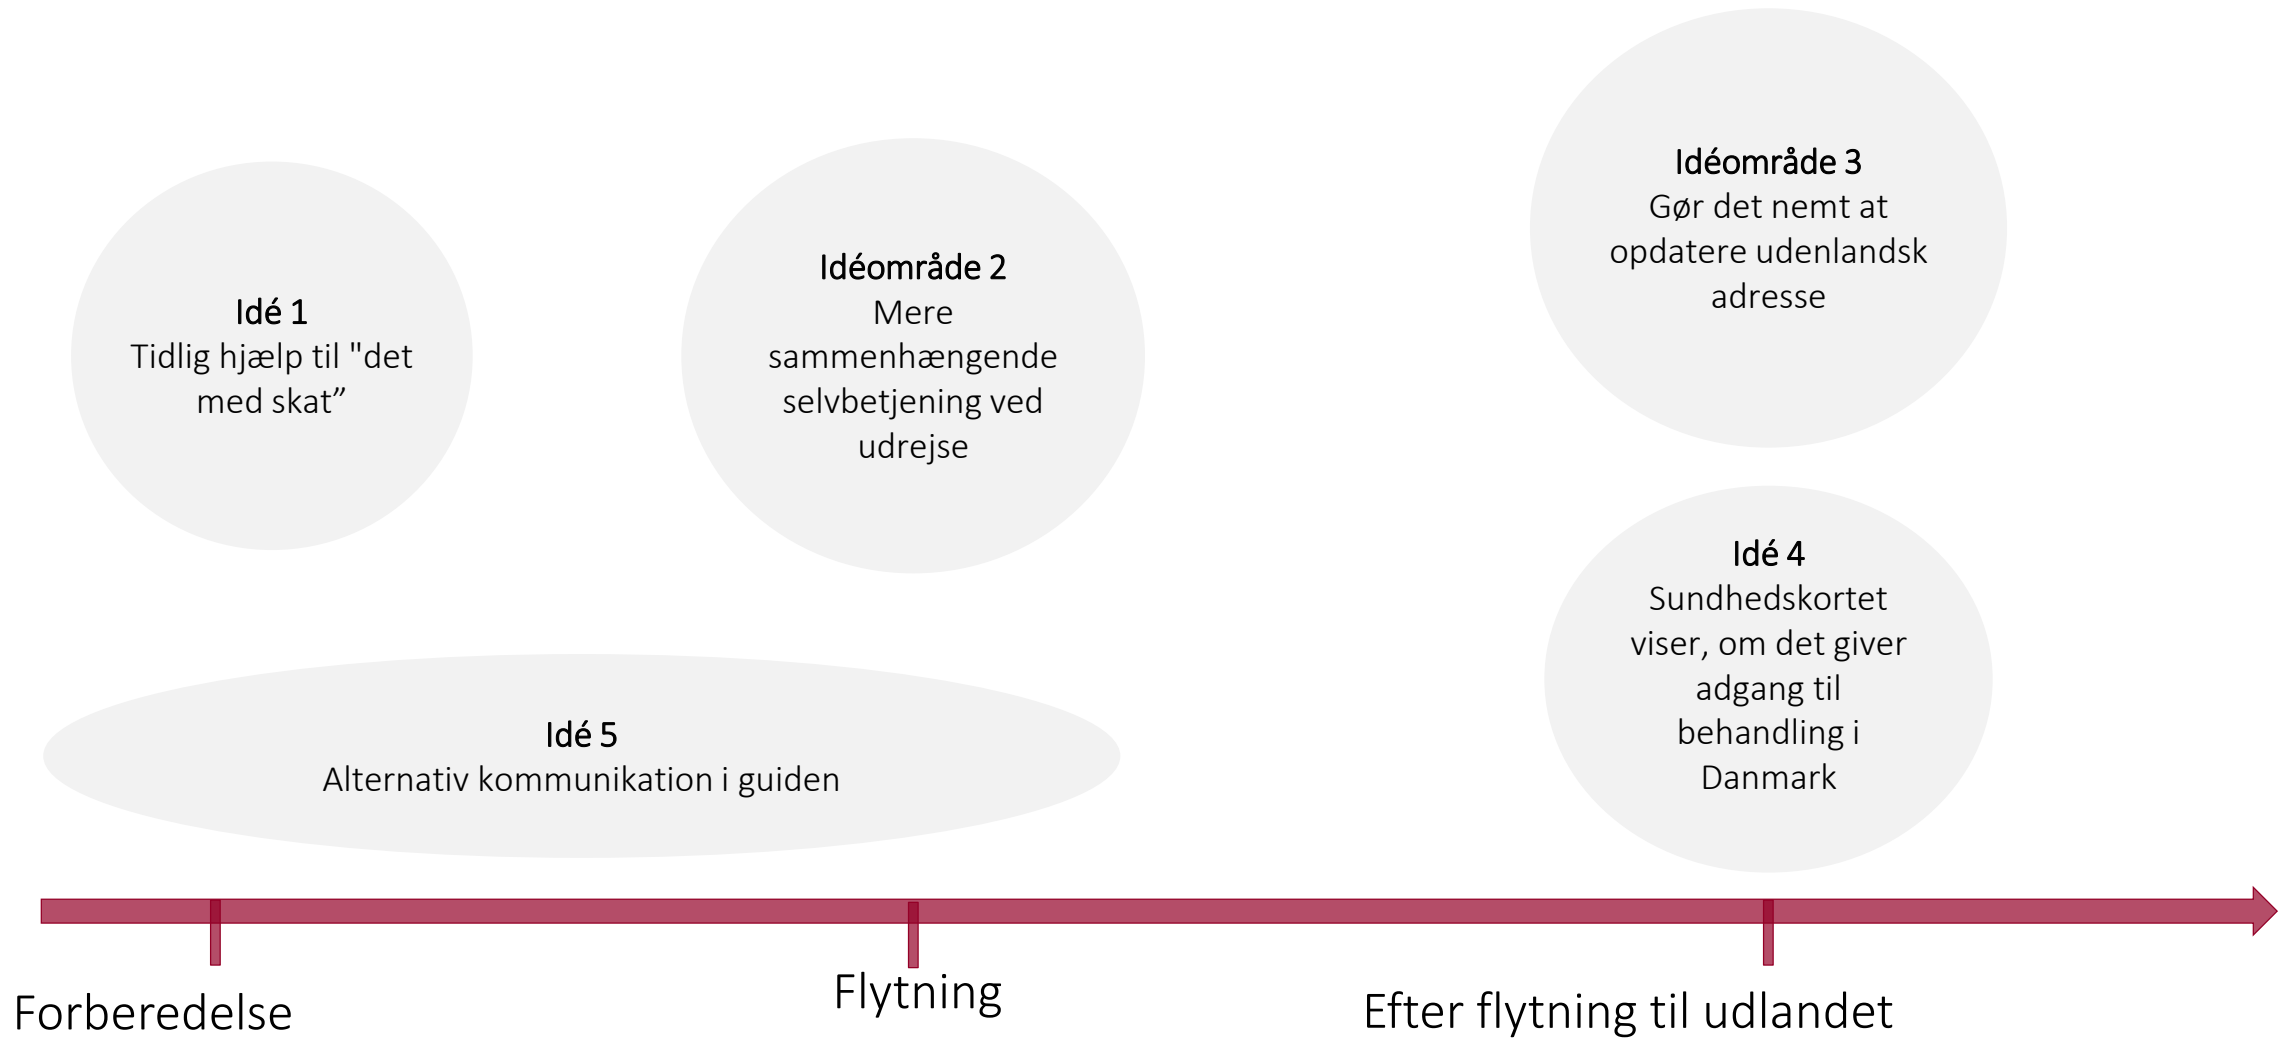 Idé 1
Tidlig hjælp til "det
med skat”
Idéområde 2
Mere
sammenhængende
selvbetjening ved
udrejse
Idéområde 3
Gør det nemt at
opdatere udenlandsk
adresse
Idé 4
Sundhedskortet
viser, om det giver
adgang til
behandling i
Danmark
Idé 5
Alternativ kommunikation i guiden
Forberedelse
Flytning
Efter flytning til udlandet